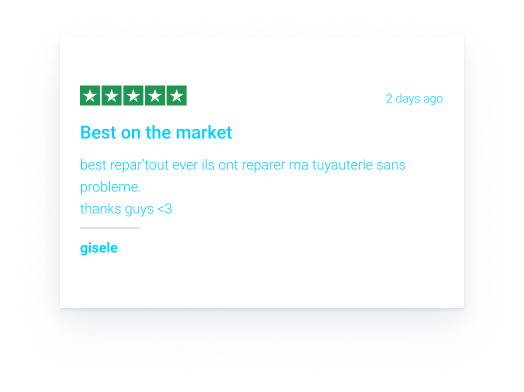 2 days ago
Best on the market
best repar'tout ever ils ont reparer ma tuyauterie sans
probleme.
thanks guys <3
gisele